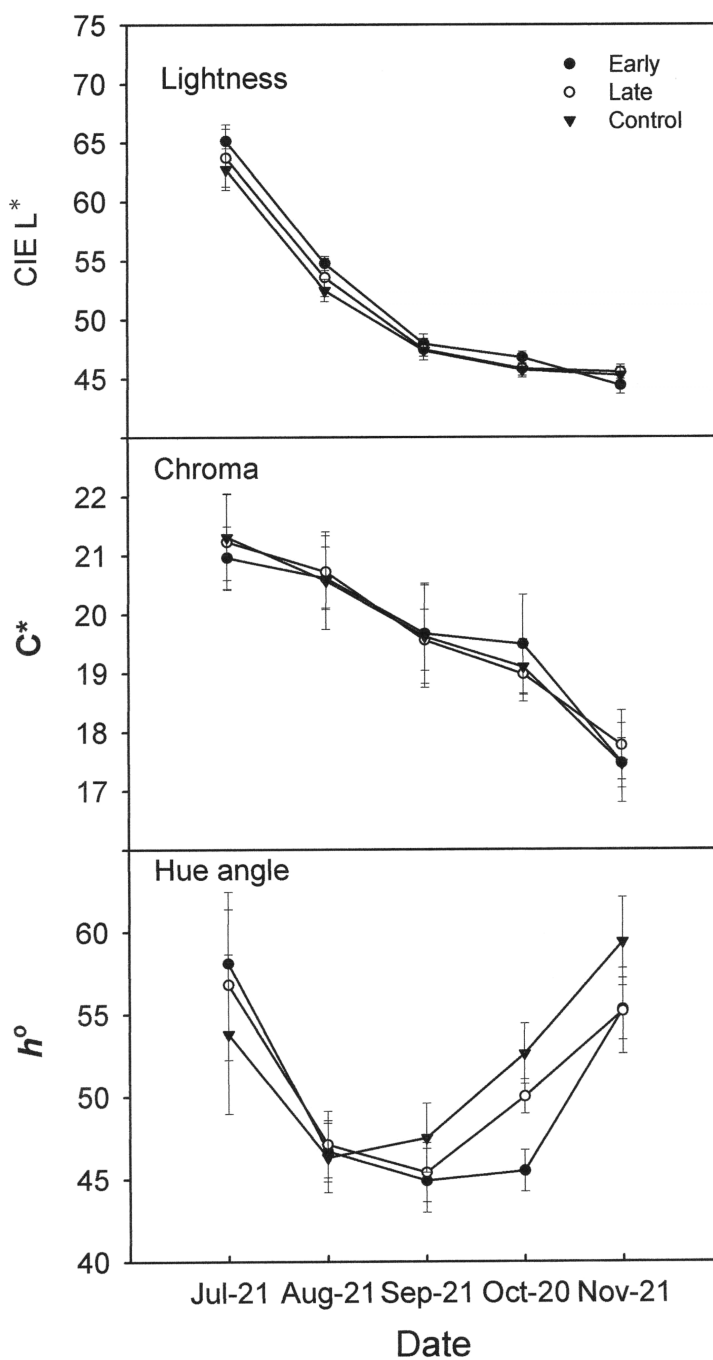 75
Lightness
Early
70
Late
Control
65
60
CIE L*
55
50
45
Chroma
22
21
20
C*
19
18
17
Hue angle
60
55
h°
50
45
40
Jul-21 Aug-21 Sep-21 Oct-20 Nov-21
Date